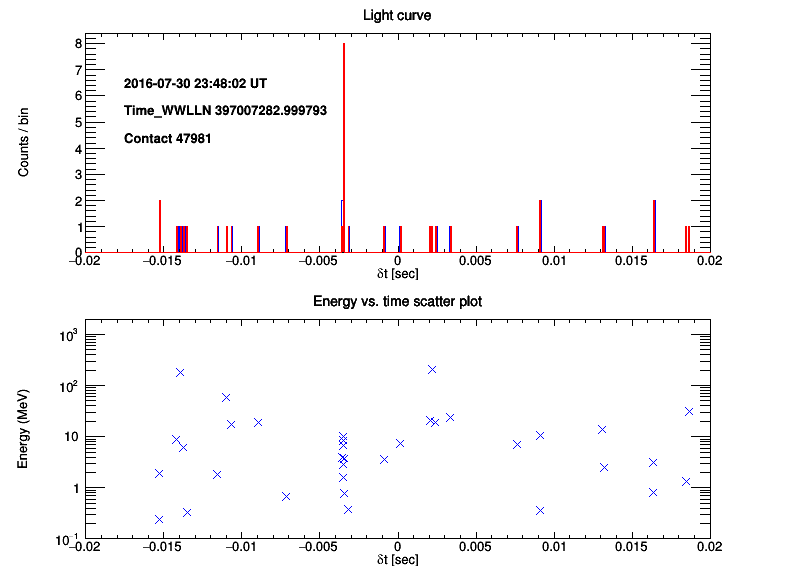 Light curve
8
7
6
5
4
3
2
1
0
Counts / bin
2016-07-30 23:48:02 UT
Time_WWLLN 397007282.999793
Contact 47981
−0.02 −0.015 −0.01 −0.005 0 0.005 0.01 0.015 0.02
δt [sec]
Energy vs. time scatter plot
10³
10²
10
1
10⁻¹
Energy (MeV)
−0.02 −0.015 −0.01 −0.005 0 0.005 0.01 0.015 0.02
δt [sec]